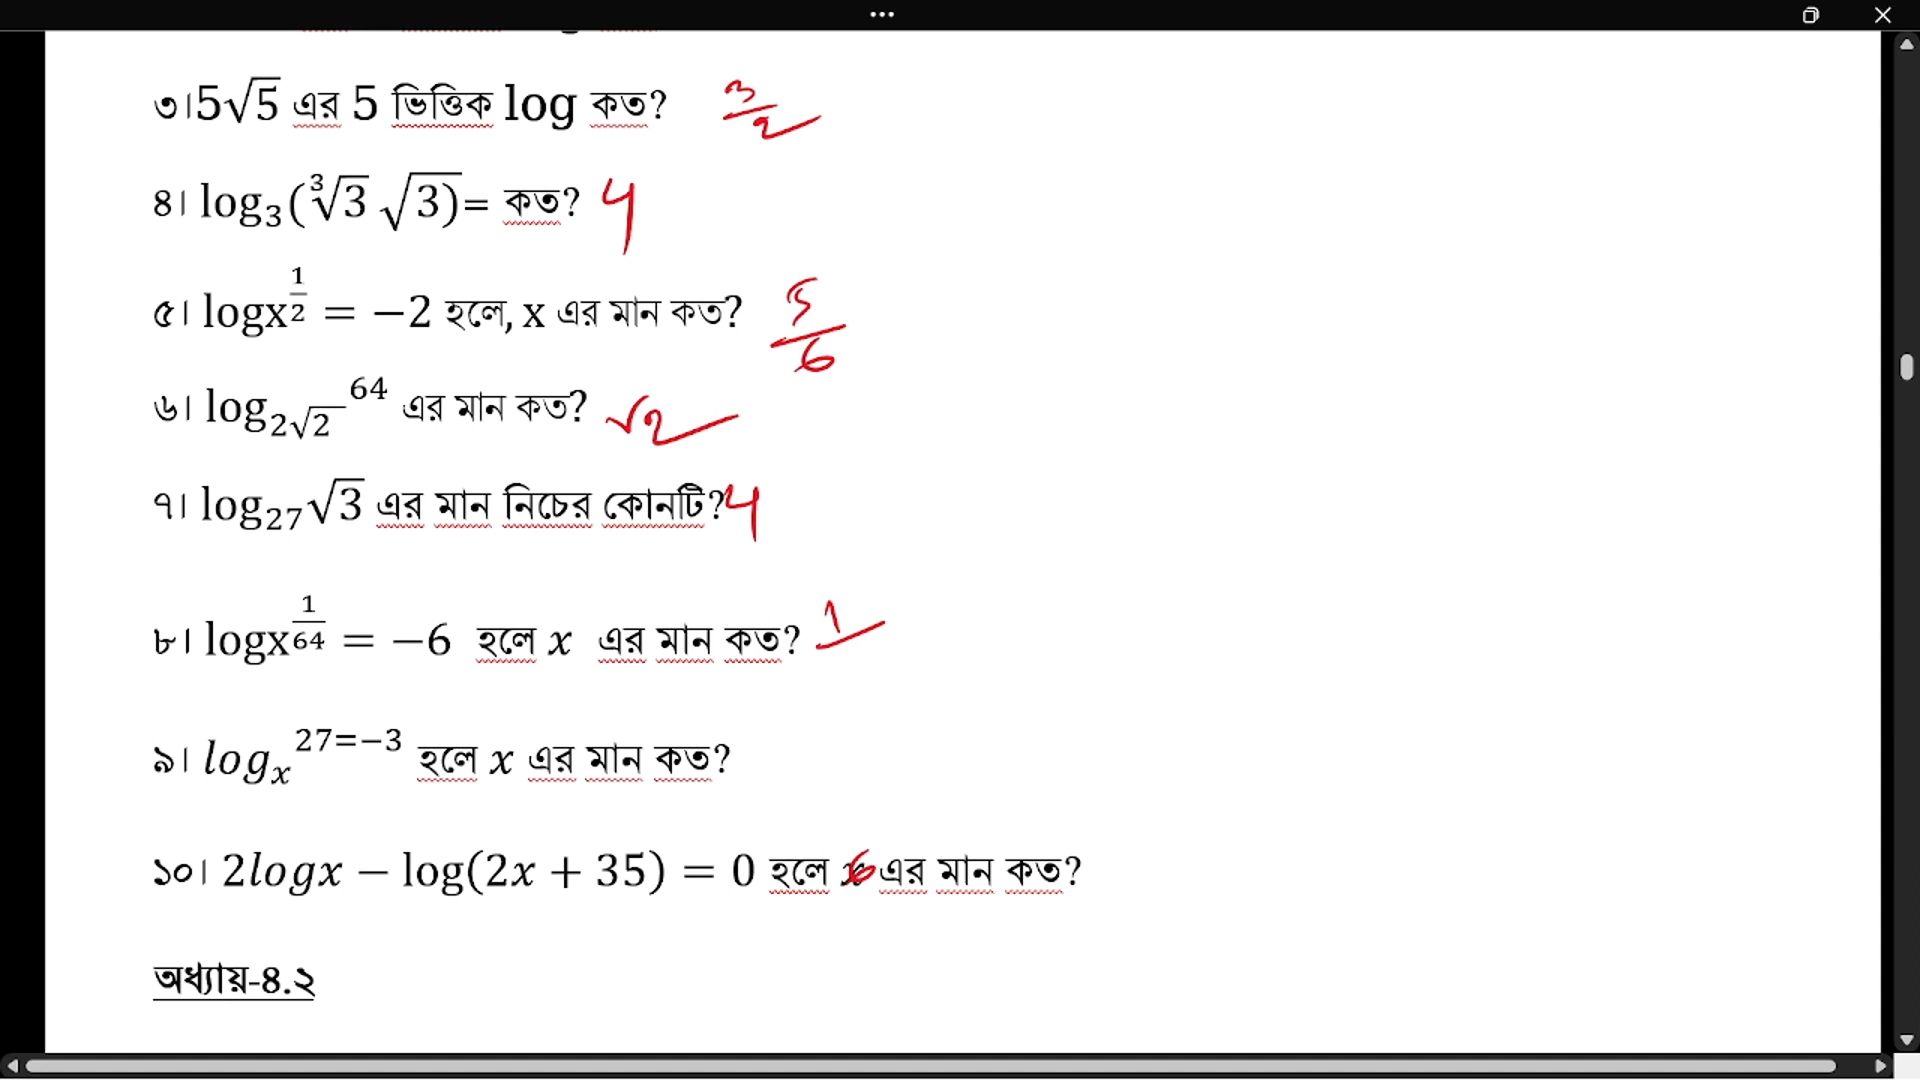 ৩।5√5 এর 5 ভিত্তিক log কত? 3/2
৪। log₃(∛3 √3)= কত? 4
৫। logx^(1/2) = −2 হলে, x এর মান কত? 5/6
৬। log_(2√2)^64 এর মান কত? √2
৭। log₂₇√3 এর মান নিচের কোনটি? 4
৮। logx^(1/64) = −6 হলে x এর মান কত? 1
৯। logₓ^(27=−3) হলে x এর মান কত?
১০। 2logx − log(2x + 35) = 0 হলে x 6 এর মান কত?
অধ্যায়-৪.২